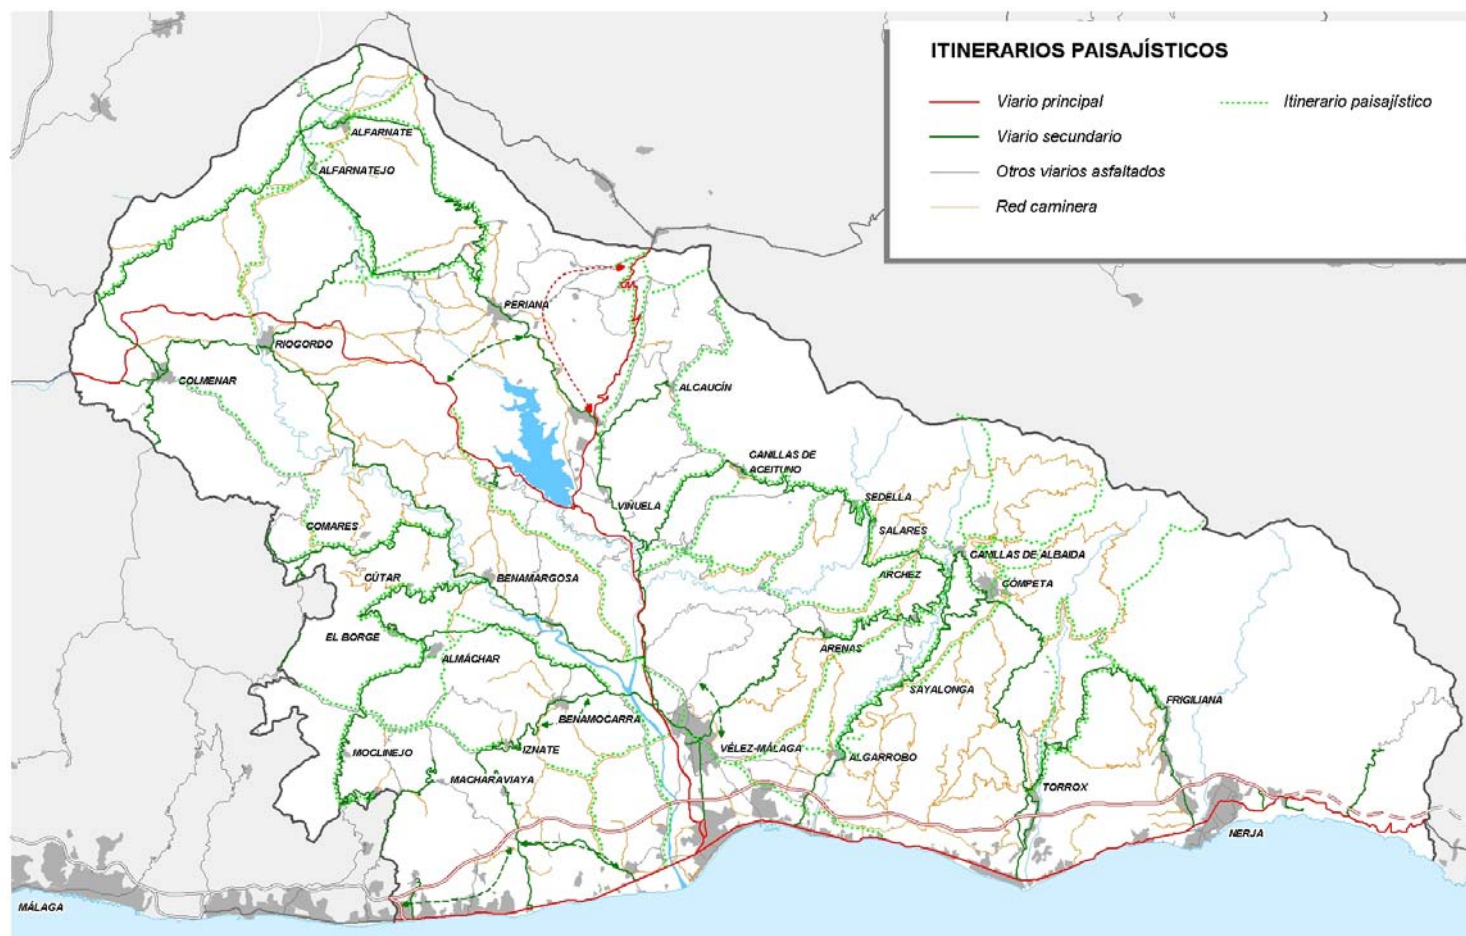 ITINERARIOS PAISAJÍSTICOS
Viario principal
Itinerario paisajístico
Viario secundario
Otros viarios asfaltados
Red caminera
ALFARNATE
ALFARNATEJO
PERIANA
RIOGORDO
COLMENAR
ALCAUCÍN
CANILLAS DE
ACEITUNO
SEDELLA
VIÑUELA
COMARES
SALARES
CANILLAS DE ALBAIDA
CÚTAR
BENAMARGOSA
ARCHEZ
CÓMPETA
EL BORGE
ALMÁCHAR
ARENAS
SAYALONGA
FRIGILIANA
BENAMOCARRA
MOCLINEJO
IZNATE
VÉLEZ-MÁLAGA
ALGARROBO
MACHARAVIAYA
TORROX
NERJA
MÁLAGA